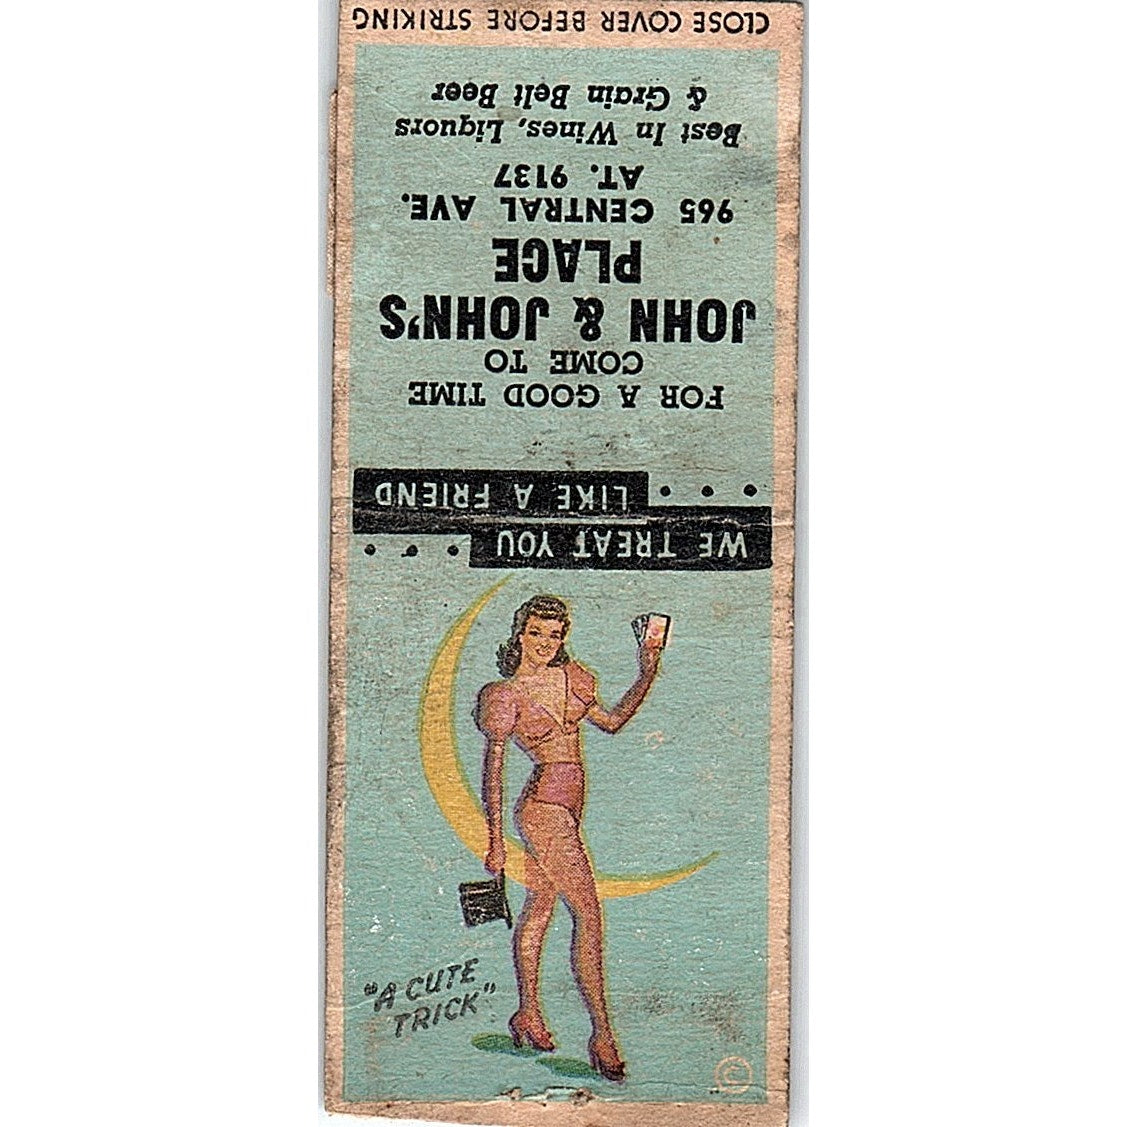 CLOSE COVER BEFORE STRIKING
FOR A GOOD TIME
COME TO
JOHN & JOHN'S
PLACE
965 CENTRAL AVE.
AT. 9137
Best In Wines, Liquors
& Grain Belt Beer
WE TREAT YOU
LIKE A FRIEND
"A CUTE
TRICK"
©